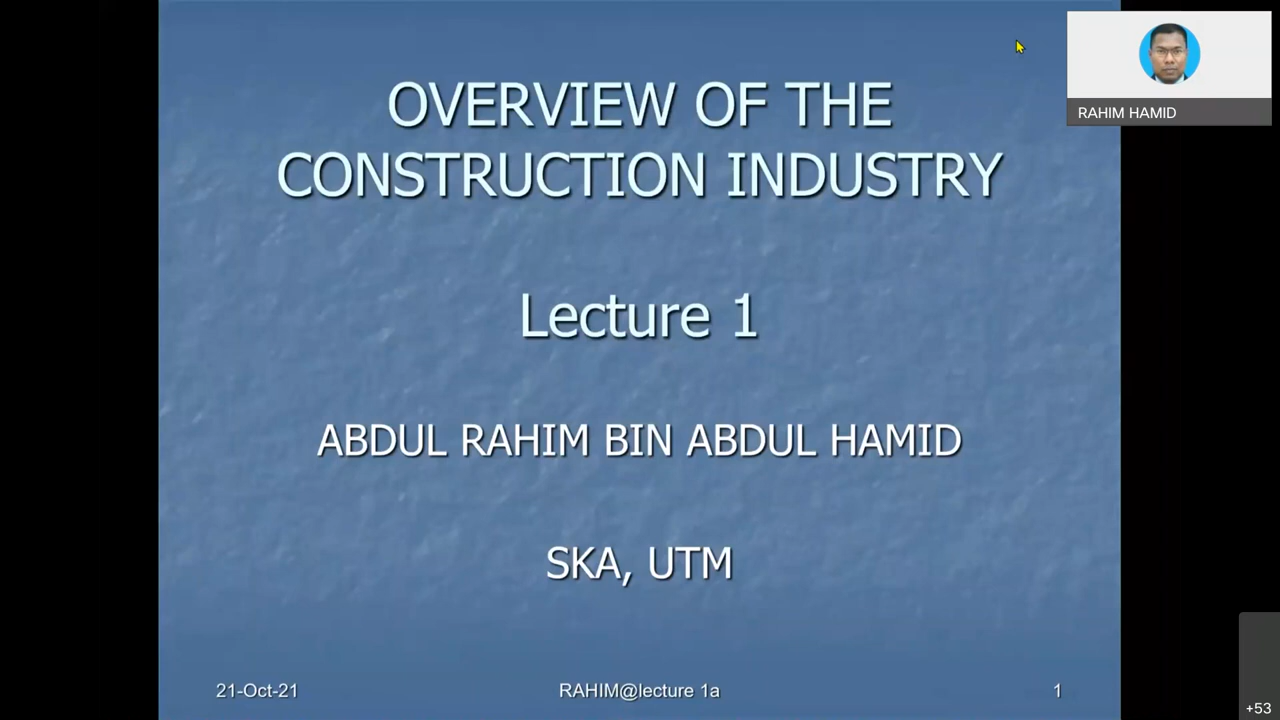 OVERVIEW OF THE
CONSTRUCTION INDUSTRY
Lecture 1
ABDUL RAHIM BIN ABDUL HAMID
SKA, UTM
21-Oct-21
RAHIM@lecture 1a
1
RAHIM HAMID
+53